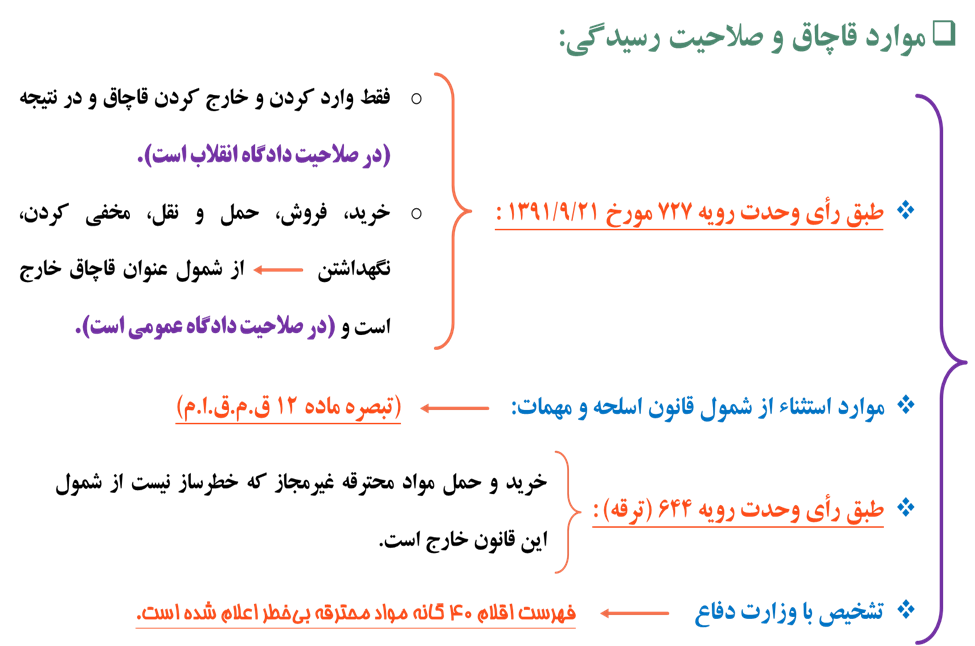 موارد قاچاق و صلاحیت رسیدگی:
طبق رأی وحدت رویه ۷۲۷ مورخ ۱۳۹۱/۹/۲۱ :
فقط وارد کردن و خارج کردن قاچاق و در نتیجه
(در صلاحیت دادگاه انقلاب است).
خرید، فروش، حمل و نقل، مخفی کردن،
نگهداشتن ← از شمول عنوان قاچاق خارج
است و (در صلاحیت دادگاه عمومی است).
موارد استثناء از شمول قانون اسلحه و مهمات: ← (تبصره ماده ۱۲ ق.م.ق.ا.م)
طبق رأی وحدت رویه ۶۴۴ (ترقه) :
خرید و حمل مواد محترقه غیرمجاز که خطرساز نیست از شمول
این قانون خارج است.
تشخیص با وزارت دفاع ← فهرست اقلام ۴۰ گانه مواد محترقه بی‌خطر اعلام شده است.